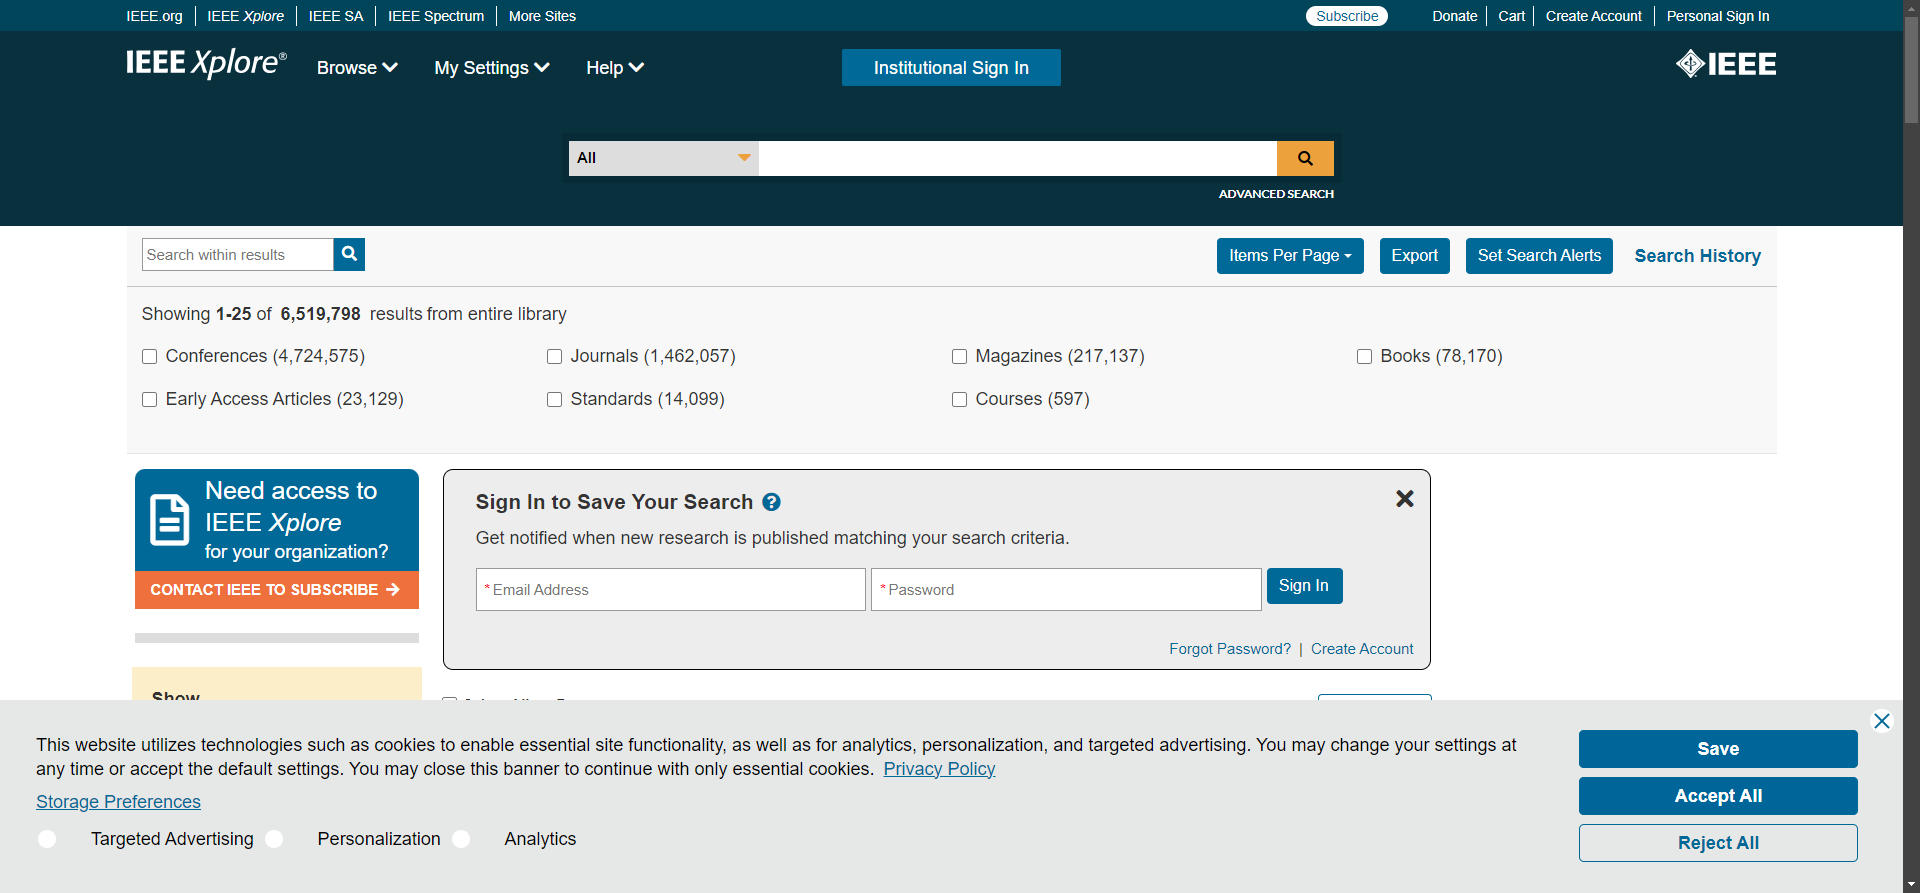 IEEE.org IEEE Xplore IEEE SA IEEE Spectrum More Sites Subscribe Donate Cart Create Account Personal Sign In
IEEE Xplore® Browse My Settings Help Institutional Sign In IEEE
All
ADVANCED SEARCH
Search within results Items Per Page Export Set Search Alerts Search History
Showing 1-25 of 6,519,798 results from entire library
Conferences (4,724,575) Journals (1,462,057) Magazines (217,137) Books (78,170)
Early Access Articles (23,129) Standards (14,099) Courses (597)
Need access to
IEEE Xplore
for your organization?
CONTACT IEEE TO SUBSCRIBE
Sign In to Save Your Search ?
Get notified when new research is published matching your search criteria.
*Email Address *Password Sign In
Forgot Password? | Create Account
Show
This website utilizes technologies such as cookies to enable essential site functionality, as well as for analytics, personalization, and targeted advertising. You may change your settings at
any time or accept the default settings. You may close this banner to continue with only essential cookies. Privacy Policy
Storage Preferences
Targeted Advertising Personalization Analytics
Save
Accept All
Reject All